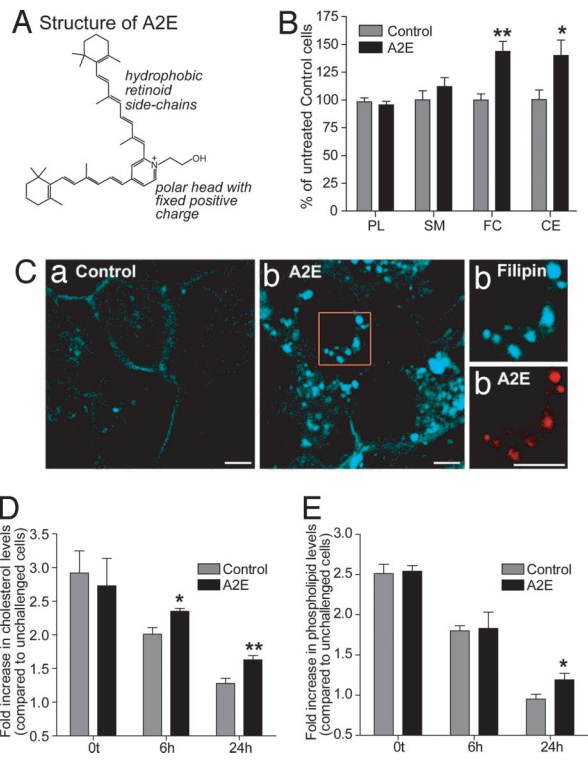 A Structure of A2E
hydrophobic
retinoid
side-chains
N+
OH
polar head with
fixed positive
charge
B
% of untreated Control cells
175
150
125
100
75
50
25
0
Control
A2E
**
*
PL SM FC CE
C
a Control
b A2E
b Filipin
b A2E
D
Fold increase in cholesterol levels
(compared to unchallenged cells)
3.5
3.0
2.5
2.0
1.5
1.0
0.5
Control
A2E
*
**
0t 6h 24h
E
Fold increase in phospholipid levels
(compared to unchallenged cells)
3.0
2.5
2.0
1.5
1.0
0.5
Control
A2E
*
0t 6h 24h